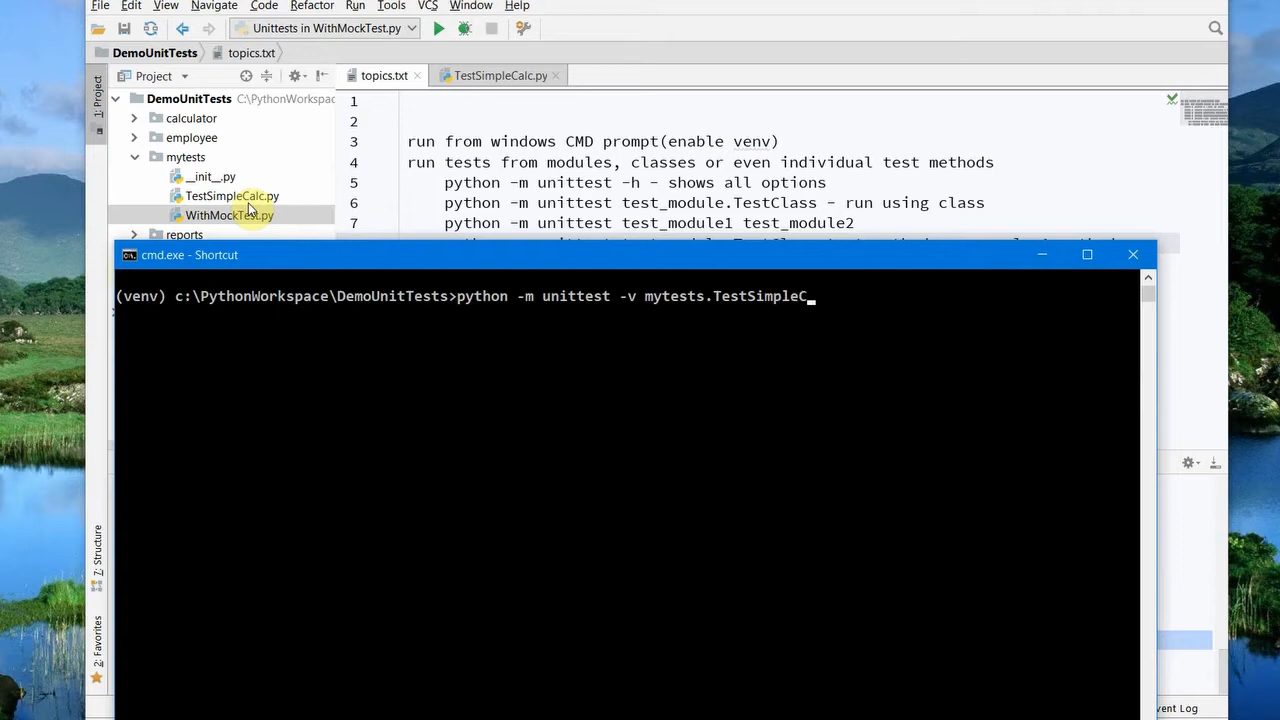 File Edit View Navigate Code Refactor Run Tools VCS Window Help
Unittests in WithMockTest.py
DemoUnitTests topics.txt
Project topics.txt TestSimpleCalc.py
1: Project
DemoUnitTests C:\PythonWorkspac
calculator
employee
mytests
__init__.py
TestSimpleCalc.py
WithMockTest.py
reports
1
2
3 run from windows CMD prompt(enable venv)
4 run tests from modules, classes or even individual test methods
5 python -m unittest -h - shows all options
6 python -m unittest test_module.TestClass - run using class
7 python -m unittest test_module1 test_module2
cmd.exe - Shortcut
(venv) c:\PythonWorkspace\DemoUnitTests>python -m unittest -v mytests.TestSimpleC
7: Structure
2: Favorites
vent Log